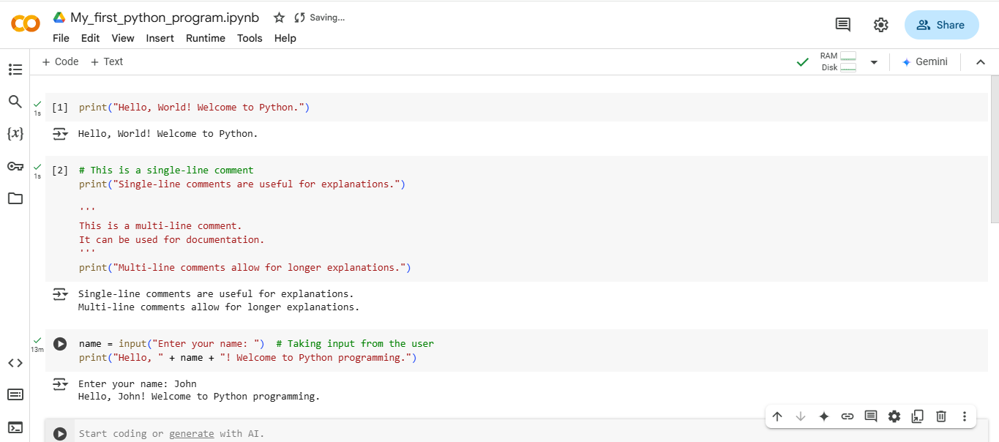 My_first_python_program.ipynb Saving...
File Edit View Insert Runtime Tools Help
Share
+ Code + Text
RAM
Disk
Gemini
1s
[1] print("Hello, World! Welcome to Python.")
Hello, World! Welcome to Python.
1s
[2] # This is a single-line comment
print("Single-line comments are useful for explanations.")
'''
This is a multi-line comment.
It can be used for documentation.
'''
print("Multi-line comments allow for longer explanations.")
Single-line comments are useful for explanations.
Multi-line comments allow for longer explanations.
13m
name = input("Enter your name: ")  # Taking input from the user
print("Hello, " + name + "! Welcome to Python programming.")
Enter your name: John
Hello, John! Welcome to Python programming.
Start coding or generate with AI.